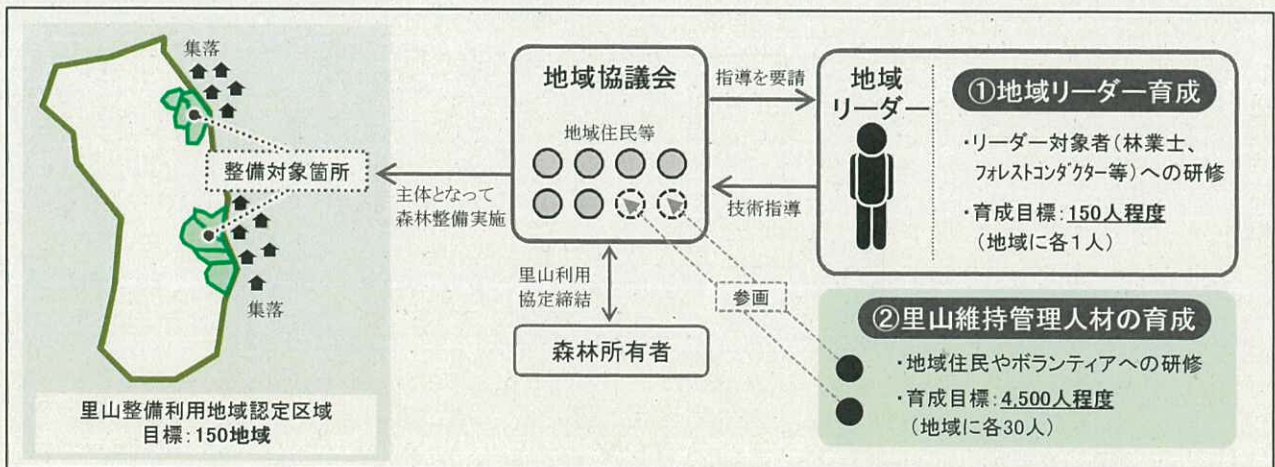 集落
整備対象箇所
集落
里山整備利用地域認定区域
目標：150地域
主体となって
森林整備実施
地域協議会
地域住民等
里山利用
協定締結
森林所有者
指導を要請
技術指導
参画
地域
リーダー
①地域リーダー育成
・リーダー対象者(林業士、
フォレストコンダクター等)への研修
・育成目標：150人程度
(地域に各1人)
②里山維持管理人材の育成
・地域住民やボランティアへの研修
・育成目標：4,500人程度
(地域に各30人)